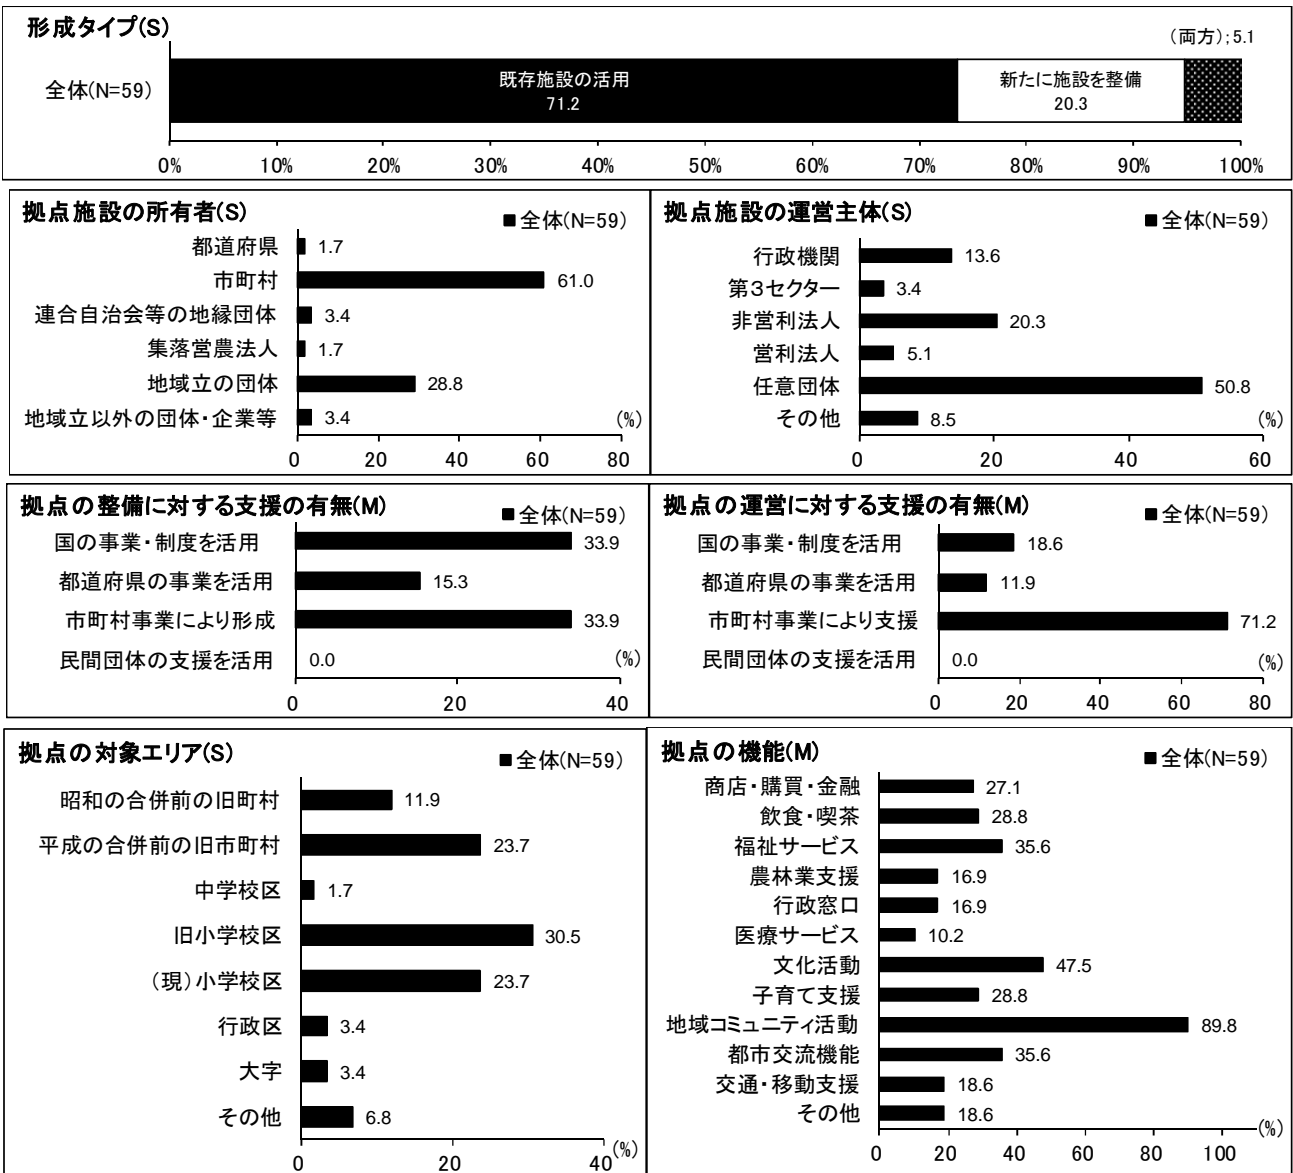 形成タイプ(S)
(両方);5.1
全体(N=59)
既存施設の活用
71.2
新たに施設を整備
20.3
0% 10% 20% 30% 40% 50% 60% 70% 80% 90% 100%
拠点施設の所有者(S)
■全体(N=59)
都道府県 1.7
市町村 61.0
連合自治会等の地縁団体 3.4
集落営農法人 1.7
地域立の団体 28.8
地域立以外の団体・企業等 3.4
(%)
0 20 40 60 80
拠点施設の運営主体(S)
■全体(N=59)
行政機関 13.6
第3セクター 3.4
非営利法人 20.3
営利法人 5.1
任意団体 50.8
その他 8.5
(%)
0 20 40 60
拠点の整備に対する支援の有無(M)
■全体(N=59)
国の事業・制度を活用 33.9
都道府県の事業を活用 15.3
市町村事業により形成 33.9
民間団体の支援を活用 0.0
(%)
0 20 40
拠点の運営に対する支援の有無(M)
■全体(N=59)
国の事業・制度を活用 18.6
都道府県の事業を活用 11.9
市町村事業により支援 71.2
民間団体の支援を活用 0.0
(%)
0 20 40 60 80
拠点の対象エリア(S)
■全体(N=59)
昭和の合併前の旧町村 11.9
平成の合併前の旧市町村 23.7
中学校区 1.7
旧小学校区 30.5
(現)小学校区 23.7
行政区 3.4
大字 3.4
その他 6.8
(%)
0 20 40
拠点の機能(M)
■全体(N=59)
商店・購買・金融 27.1
飲食・喫茶 28.8
福祉サービス 35.6
農林業支援 16.9
行政窓口 16.9
医療サービス 10.2
文化活動 47.5
子育て支援 28.8
地域コミュニティ活動 89.8
都市交流機能 35.6
交通・移動支援 18.6
その他 18.6
(%)
0 20 40 60 80 100